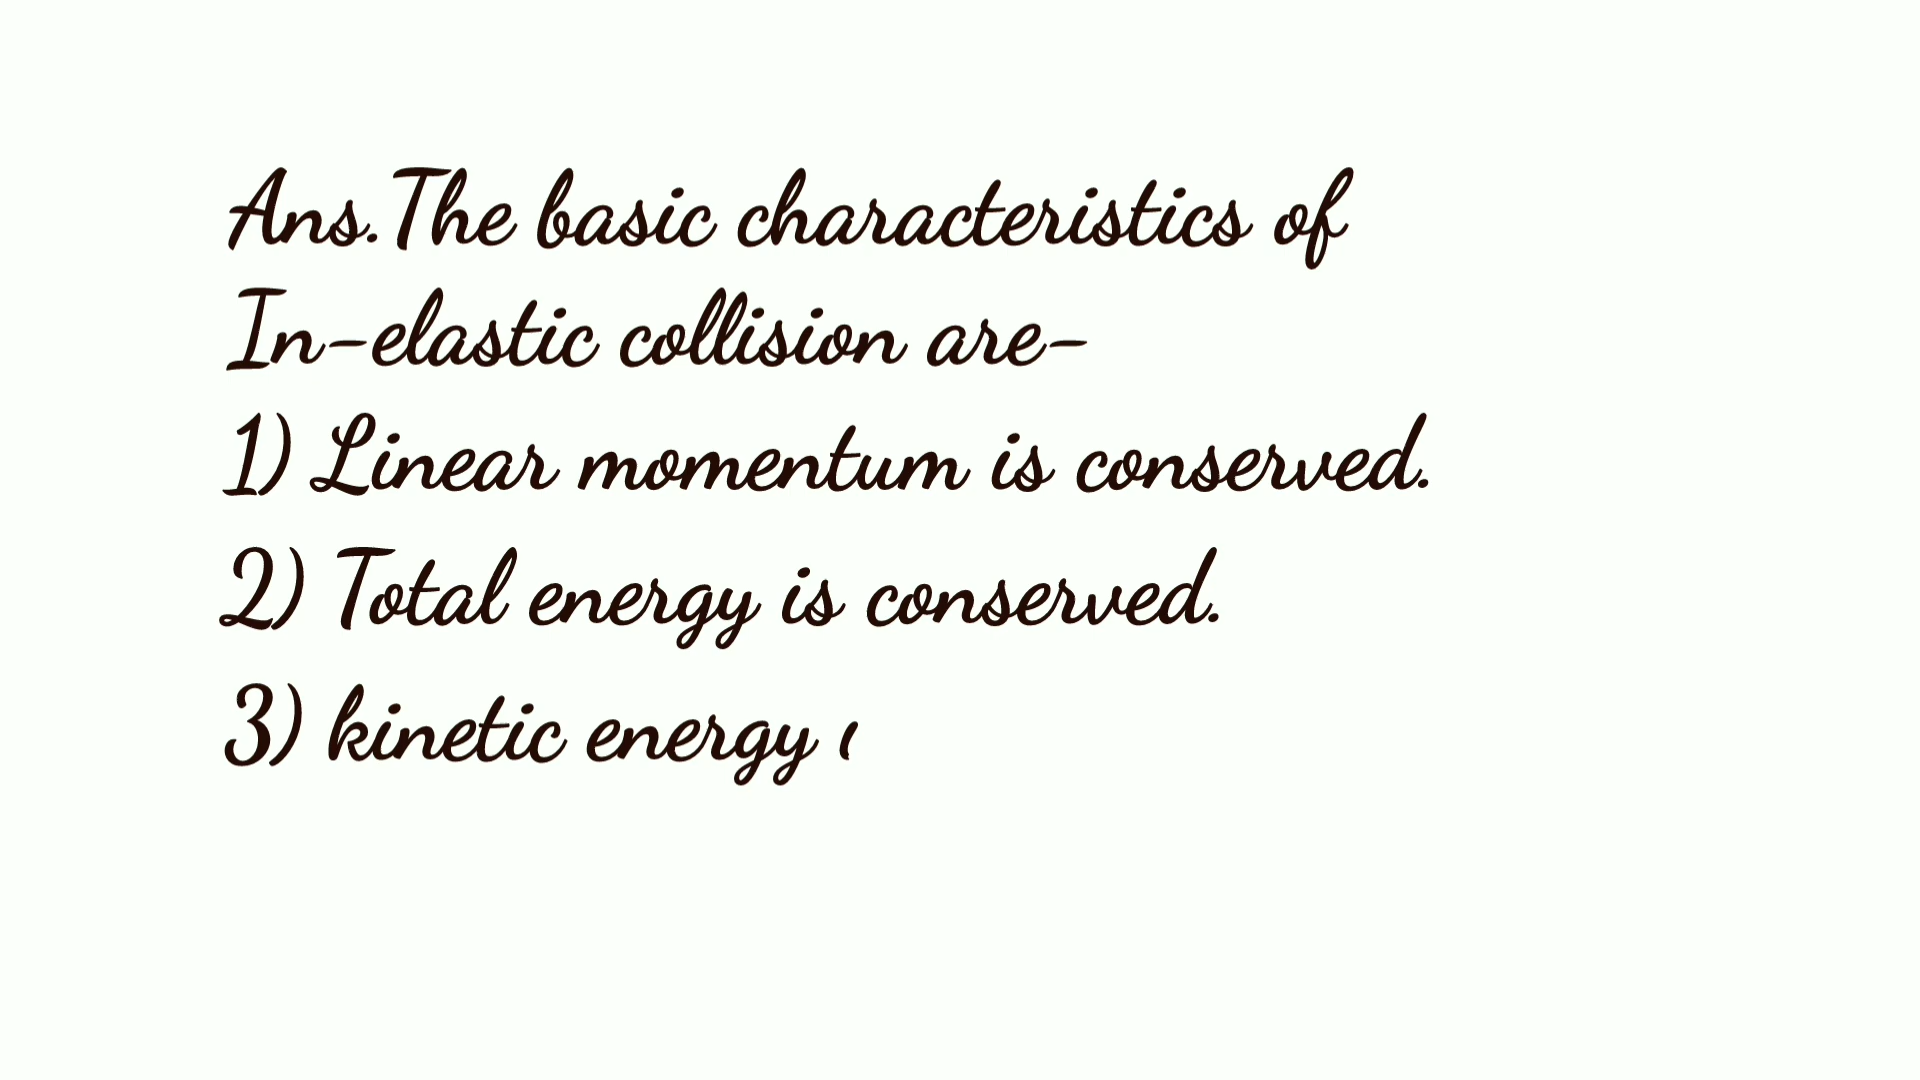 Ans.The basic characteristics of
In-elastic collision are-
1) Linear momentum is conserved.
2) Total energy is conserved.
3) kinetic energy